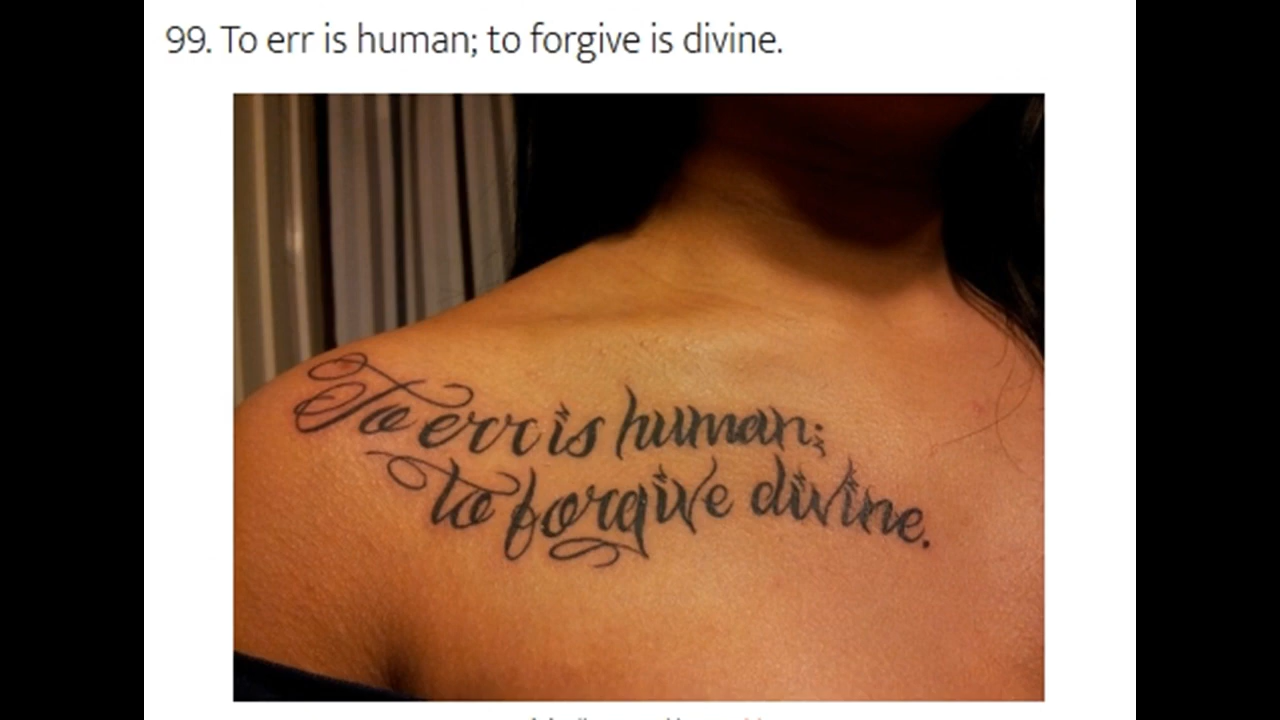 99. To err is human; to forgive is divine.
To err is human;
to forgive divine.